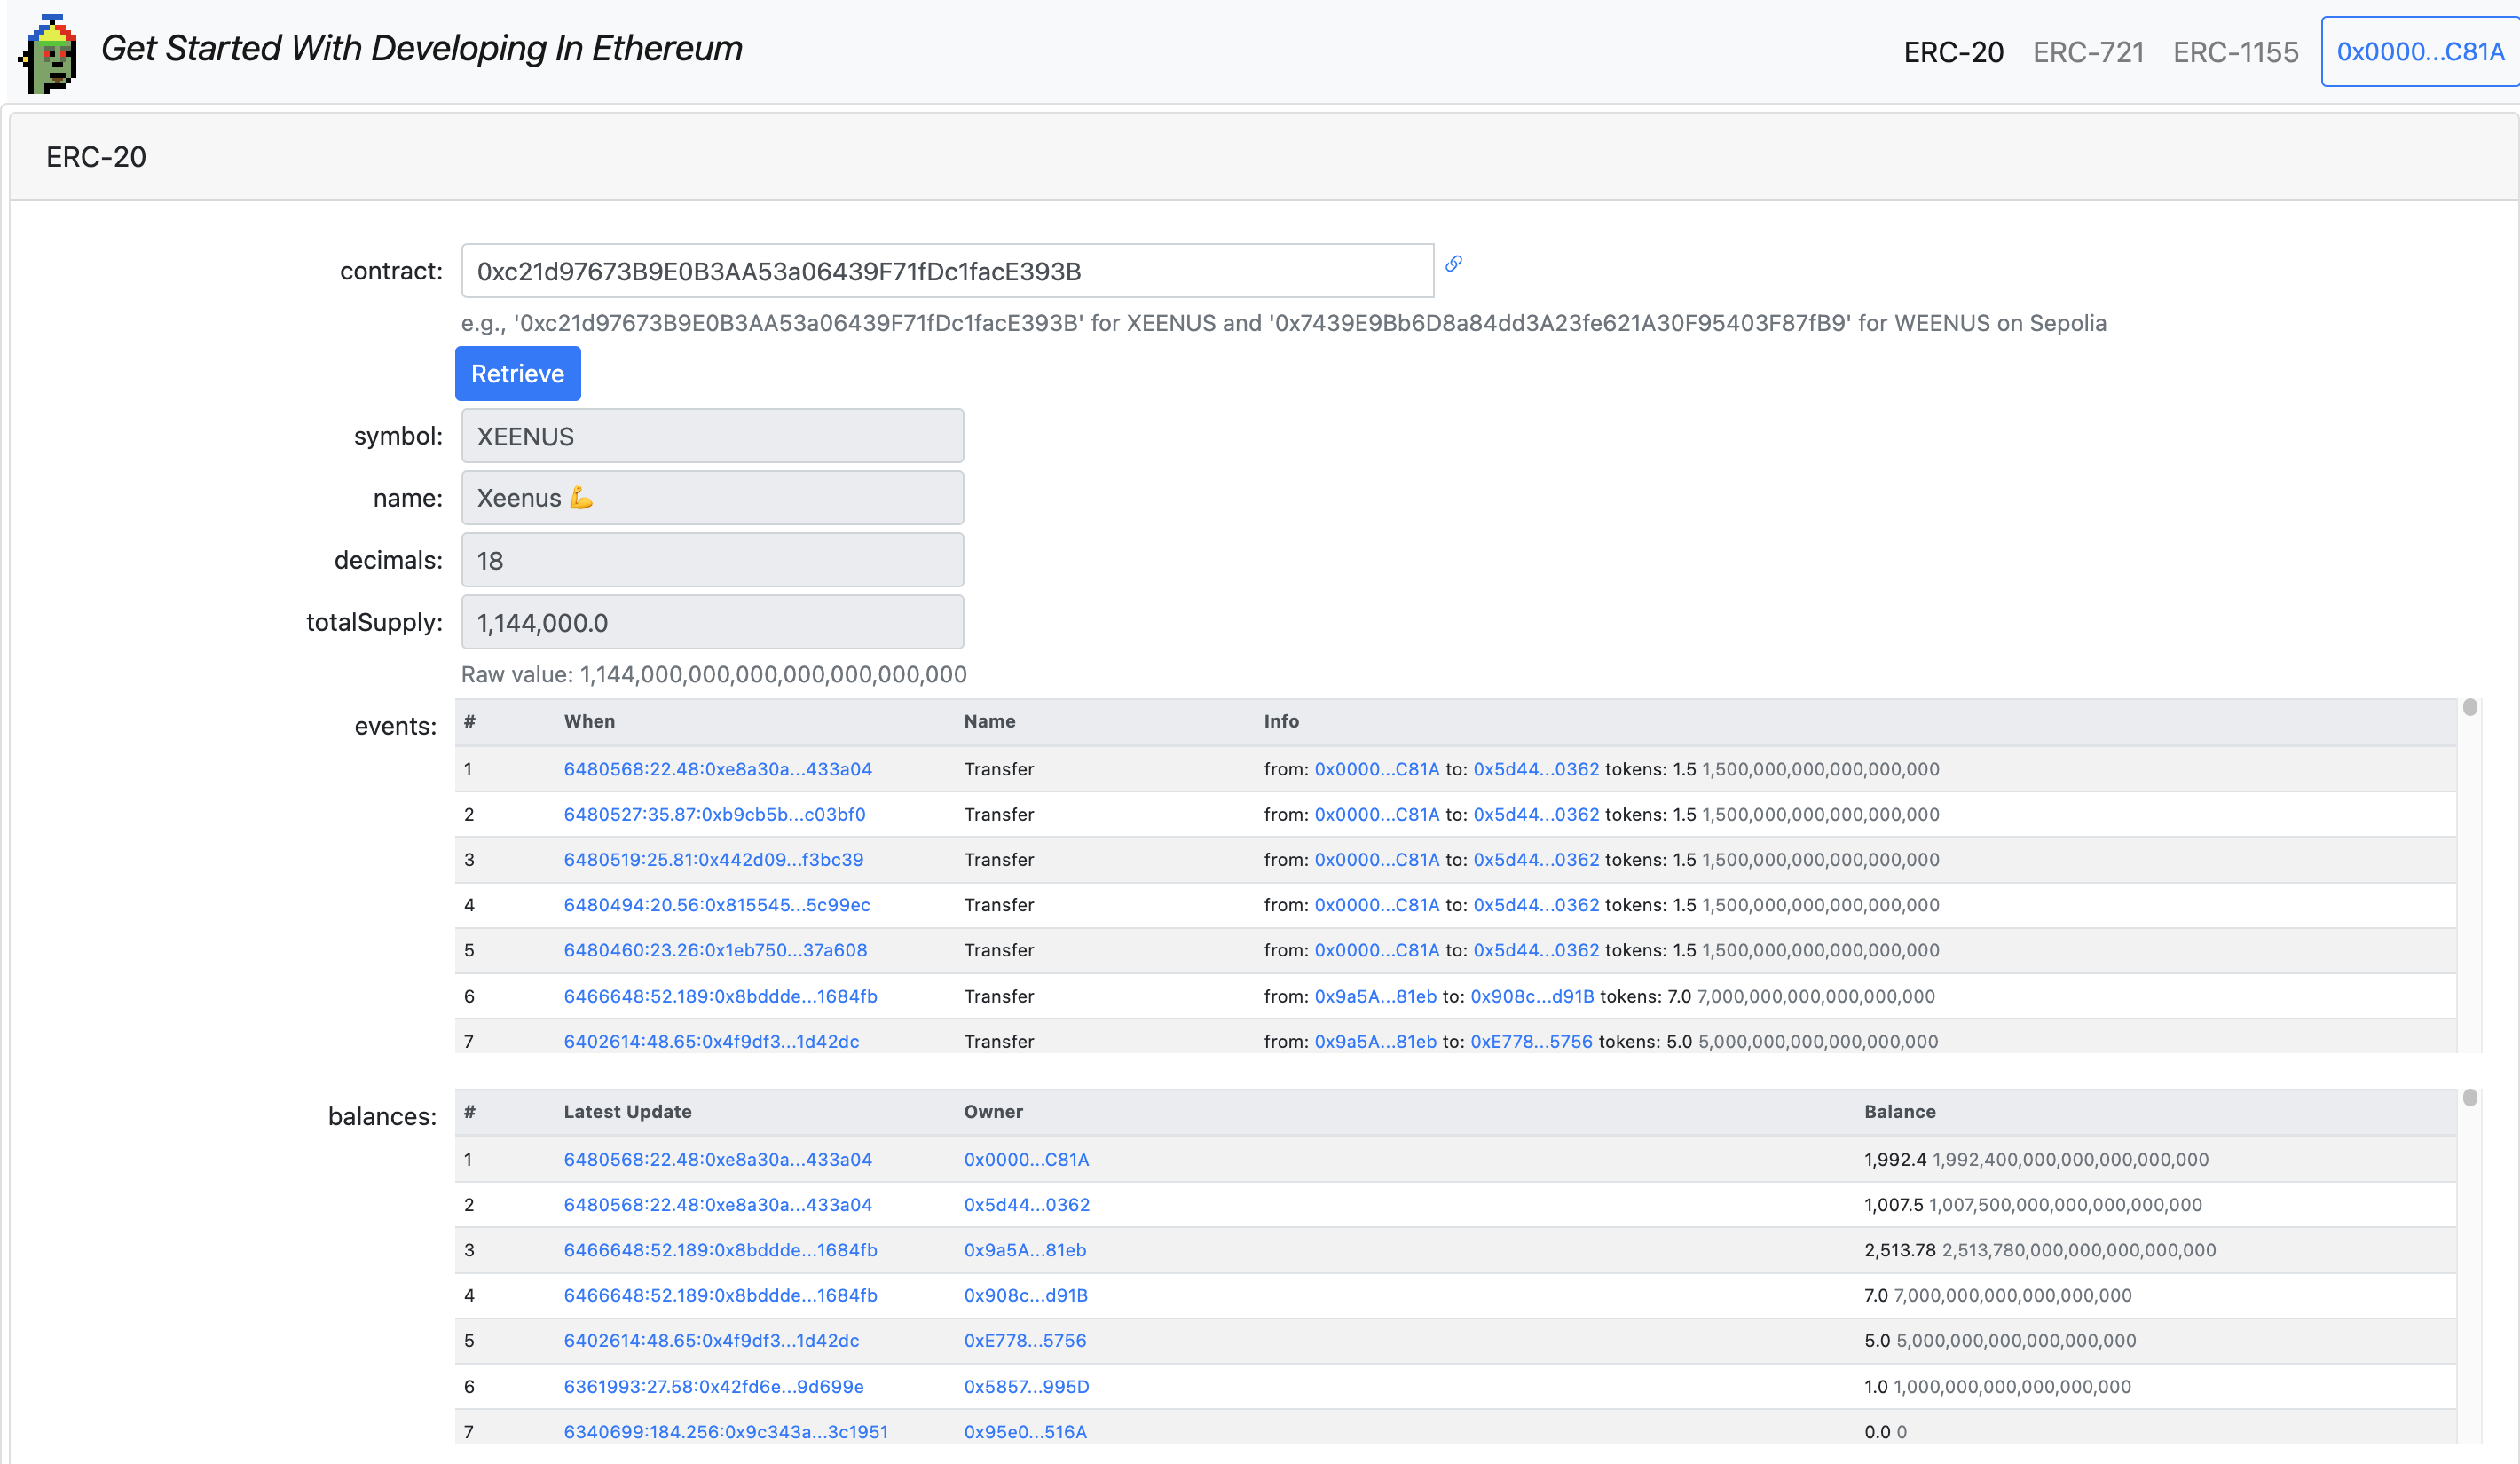 Get Started With Developing In Ethereum ERC-20 ERC-721 ERC-1155 0x0000...C81A
ERC-20
contract: 0xc21d97673B9E0B3AA53a06439F71fDc1facE393B
e.g., '0xc21d97673B9E0B3AA53a06439F71fDc1facE393B' for XEENUS and '0x7439E9Bb6D8a84dd3A23fe621A30F95403F87fB9' for WEENUS on Sepolia
Retrieve
symbol: XEENUS
name: Xeenus 💪
decimals: 18
totalSupply: 1,144,000.0
Raw value: 1,144,000,000,000,000,000,000,000
events: # When Name Info
1 6480568:22.48:0xe8a30a...433a04 Transfer from: 0x0000...C81A to: 0x5d44...0362 tokens: 1.5 1,500,000,000,000,000,000
2 6480527:35.87:0xb9cb5b...c03bf0 Transfer from: 0x0000...C81A to: 0x5d44...0362 tokens: 1.5 1,500,000,000,000,000,000
3 6480519:25.81:0x442d09...f3bc39 Transfer from: 0x0000...C81A to: 0x5d44...0362 tokens: 1.5 1,500,000,000,000,000,000
4 6480494:20.56:0x815545...5c99ec Transfer from: 0x0000...C81A to: 0x5d44...0362 tokens: 1.5 1,500,000,000,000,000,000
5 6480460:23.26:0x1eb750...37a608 Transfer from: 0x0000...C81A to: 0x5d44...0362 tokens: 1.5 1,500,000,000,000,000,000
6 6466648:52.189:0x8bddde...1684fb Transfer from: 0x9a5A...81eb to: 0x908c...d91B tokens: 7.0 7,000,000,000,000,000,000
7 6402614:48.65:0x4f9df3...1d42dc Transfer from: 0x9a5A...81eb to: 0xE778...5756 tokens: 5.0 5,000,000,000,000,000,000
balances: # Latest Update Owner Balance
1 6480568:22.48:0xe8a30a...433a04 0x0000...C81A 1,992.4 1,992,400,000,000,000,000,000
2 6480568:22.48:0xe8a30a...433a04 0x5d44...0362 1,007.5 1,007,500,000,000,000,000,000
3 6466648:52.189:0x8bddde...1684fb 0x9a5A...81eb 2,513.78 2,513,780,000,000,000,000,000
4 6466648:52.189:0x8bddde...1684fb 0x908c...d91B 7.0 7,000,000,000,000,000,000
5 6402614:48.65:0x4f9df3...1d42dc 0xE778...5756 5.0 5,000,000,000,000,000,000
6 6361993:27.58:0x42fd6e...9d699e 0x5857...995D 1.0 1,000,000,000,000,000,000
7 6340699:184.256:0x9c343a...3c1951 0x95e0...516A 0.0 0